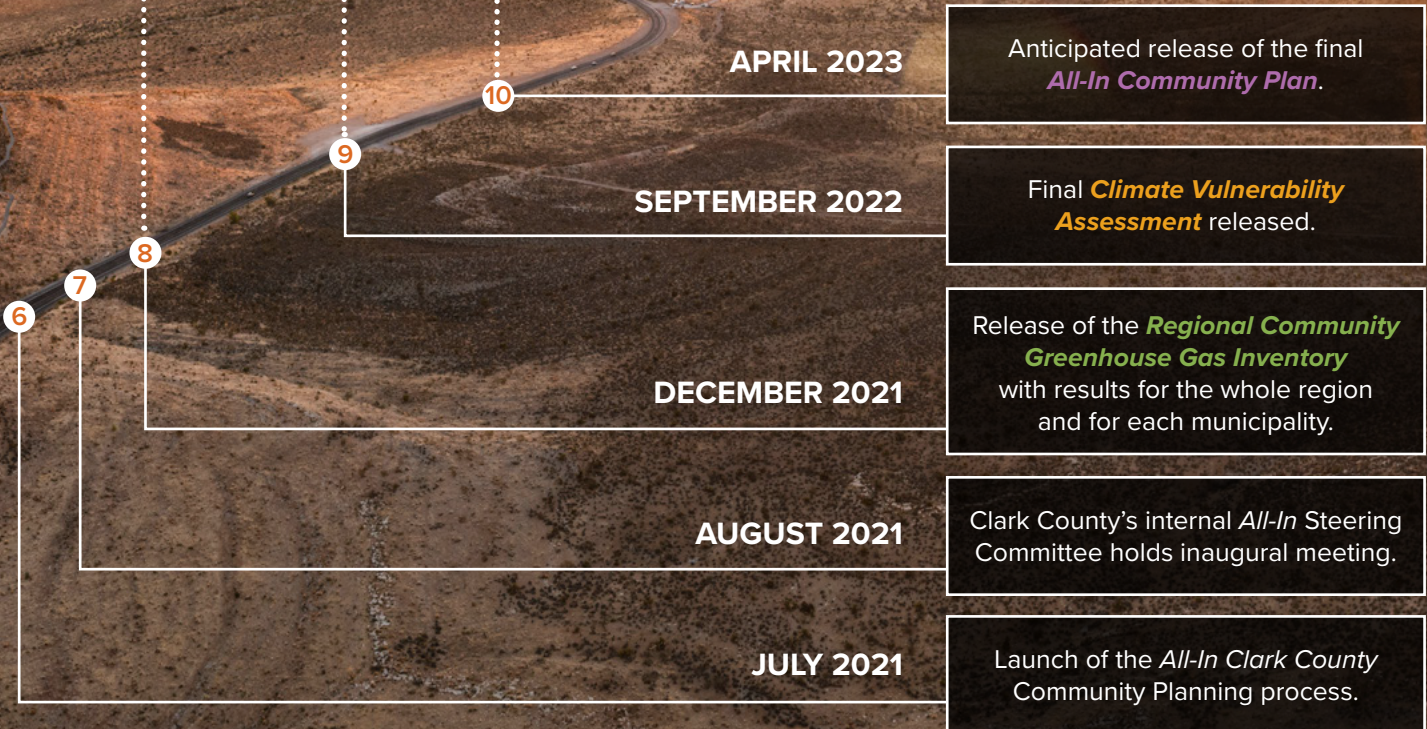 10
APRIL 2023
Anticipated release of the final
All-In Community Plan.
9
SEPTEMBER 2022
Final Climate Vulnerability
Assessment released.
8
DECEMBER 2021
Release of the Regional Community
Greenhouse Gas Inventory
with results for the whole region
and for each municipality.
7
AUGUST 2021
Clark County’s internal All-In Steering
Committee holds inaugural meeting.
6
JULY 2021
Launch of the All-In Clark County
Community Planning process.